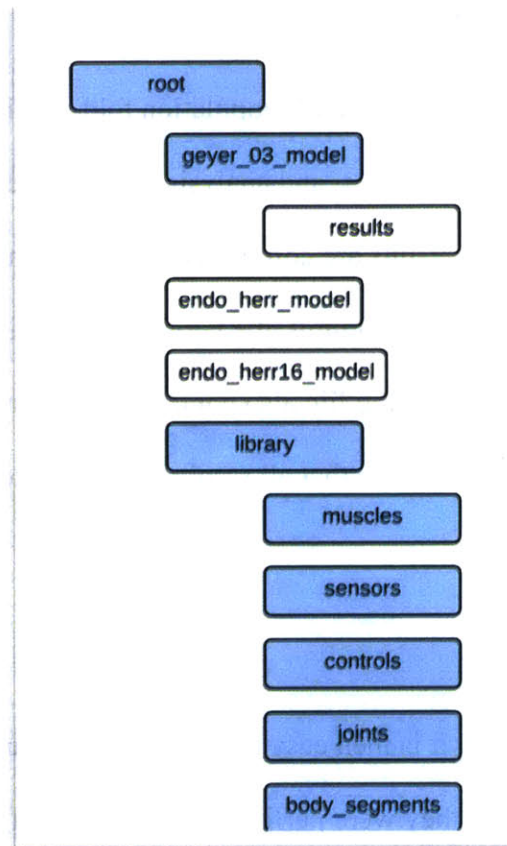 root
geyer_03_model
results
endo_herr_model
endo_herr16_model
library
muscles
sensors
controls
joints
body_segments